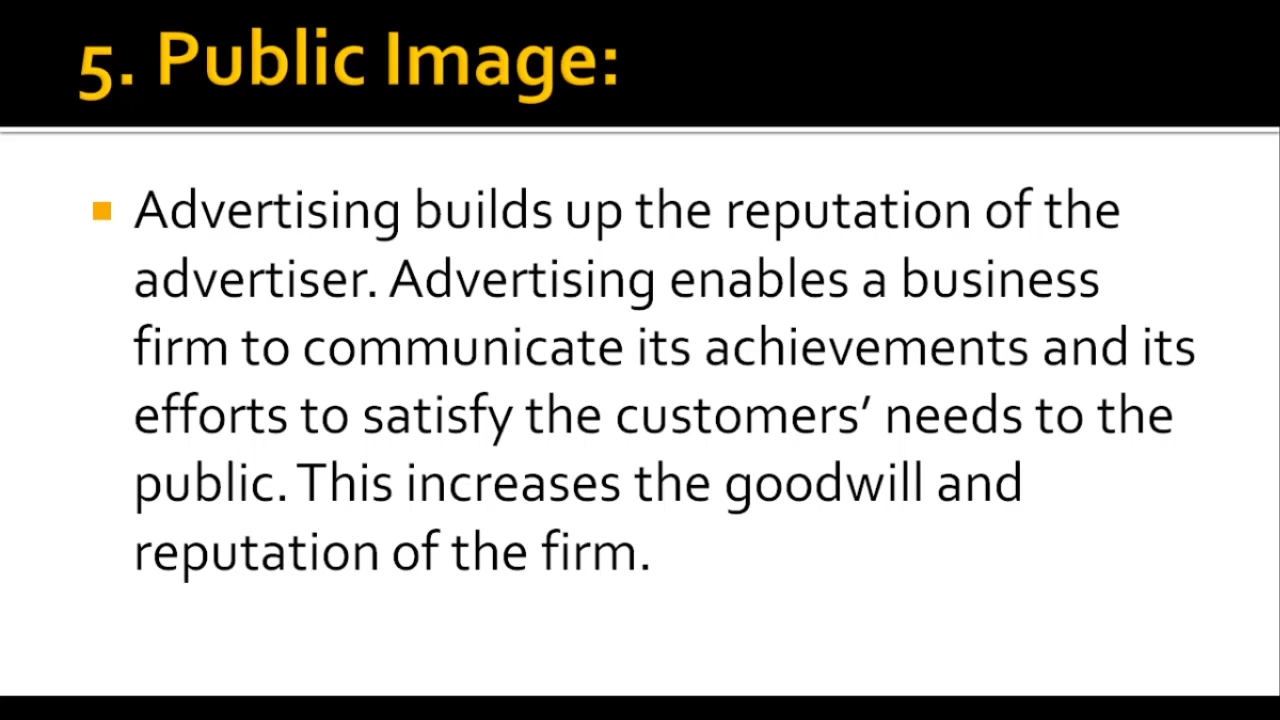 5. Public Image:
Advertising builds up the reputation of the
advertiser. Advertising enables a business
firm to communicate its achievements and its
efforts to satisfy the customers’ needs to the
public. This increases the goodwill and
reputation of the firm.